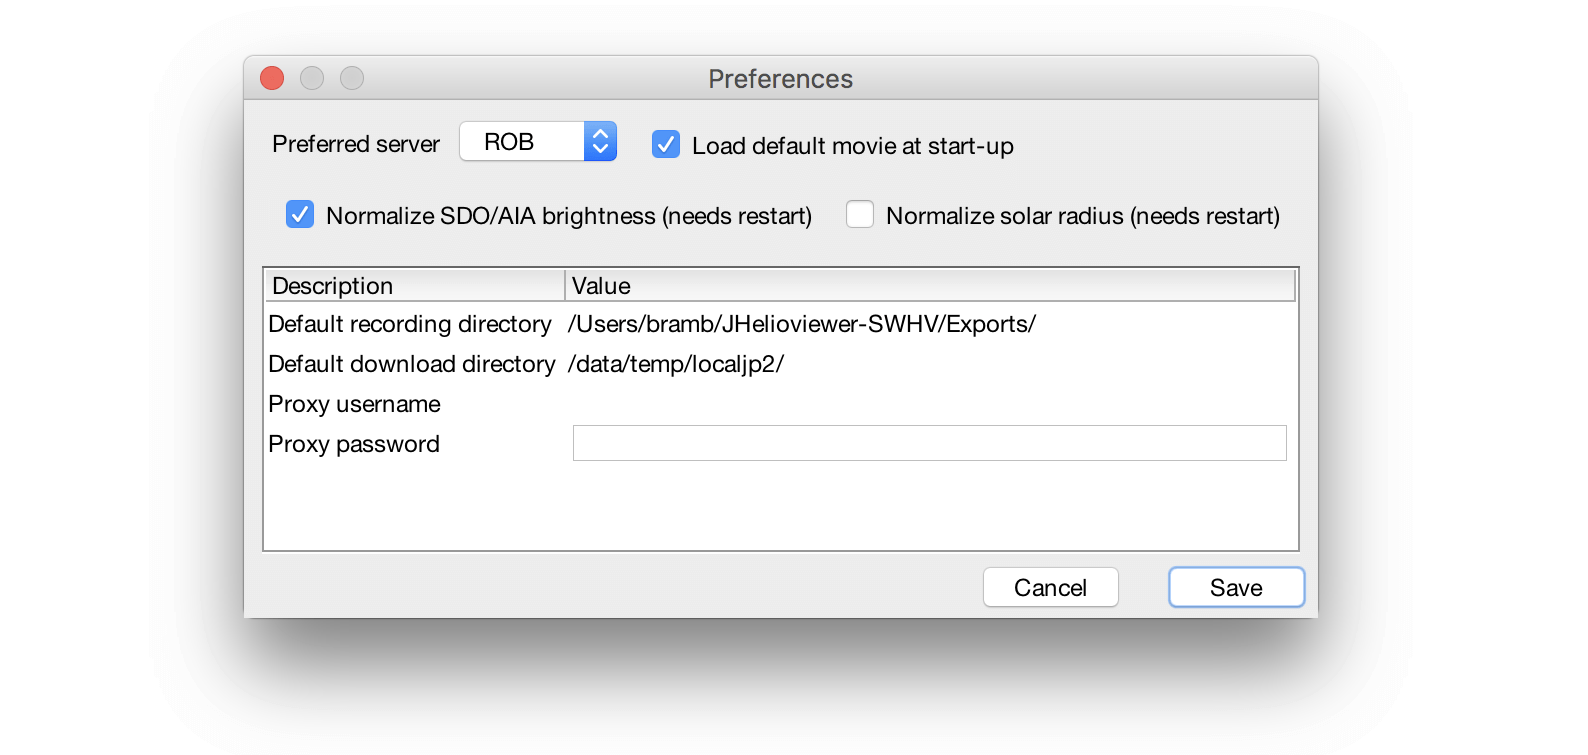 Preferences
Preferred server ROB Load default movie at start-up
Normalize SDO/AIA brightness (needs restart) Normalize solar radius (needs restart)
Description Value
Default recording directory /Users/bramb/JHelioviewer-SWHV/Exports/
Default download directory /data/temp/localjp2/
Proxy username
Proxy password
Cancel Save